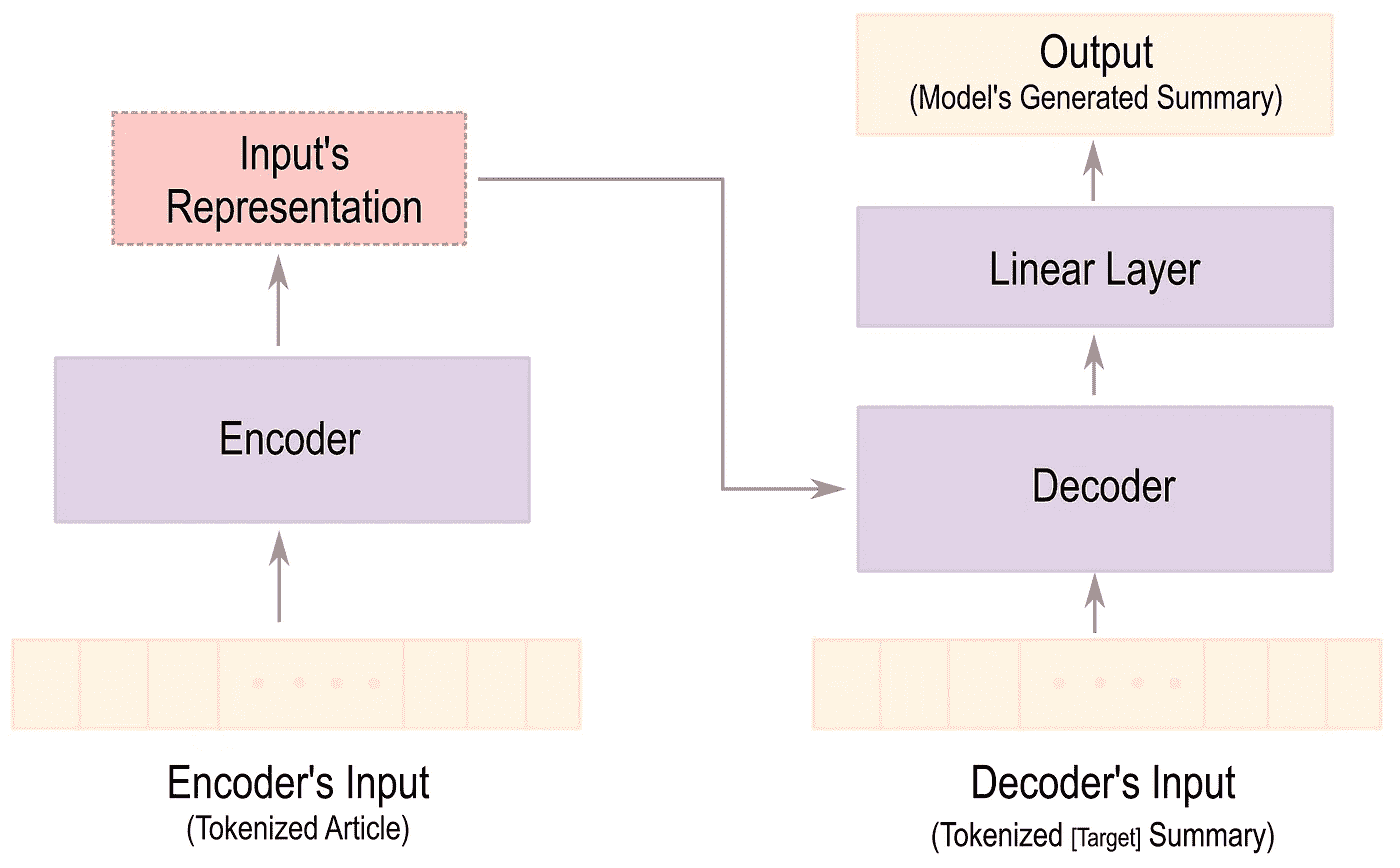 Output
(Model's Generated Summary)
Input's
Representation
Linear Layer
Encoder
Decoder
Encoder's Input
(Tokenized Article)
Decoder's Input
(Tokenized [Target] Summary)